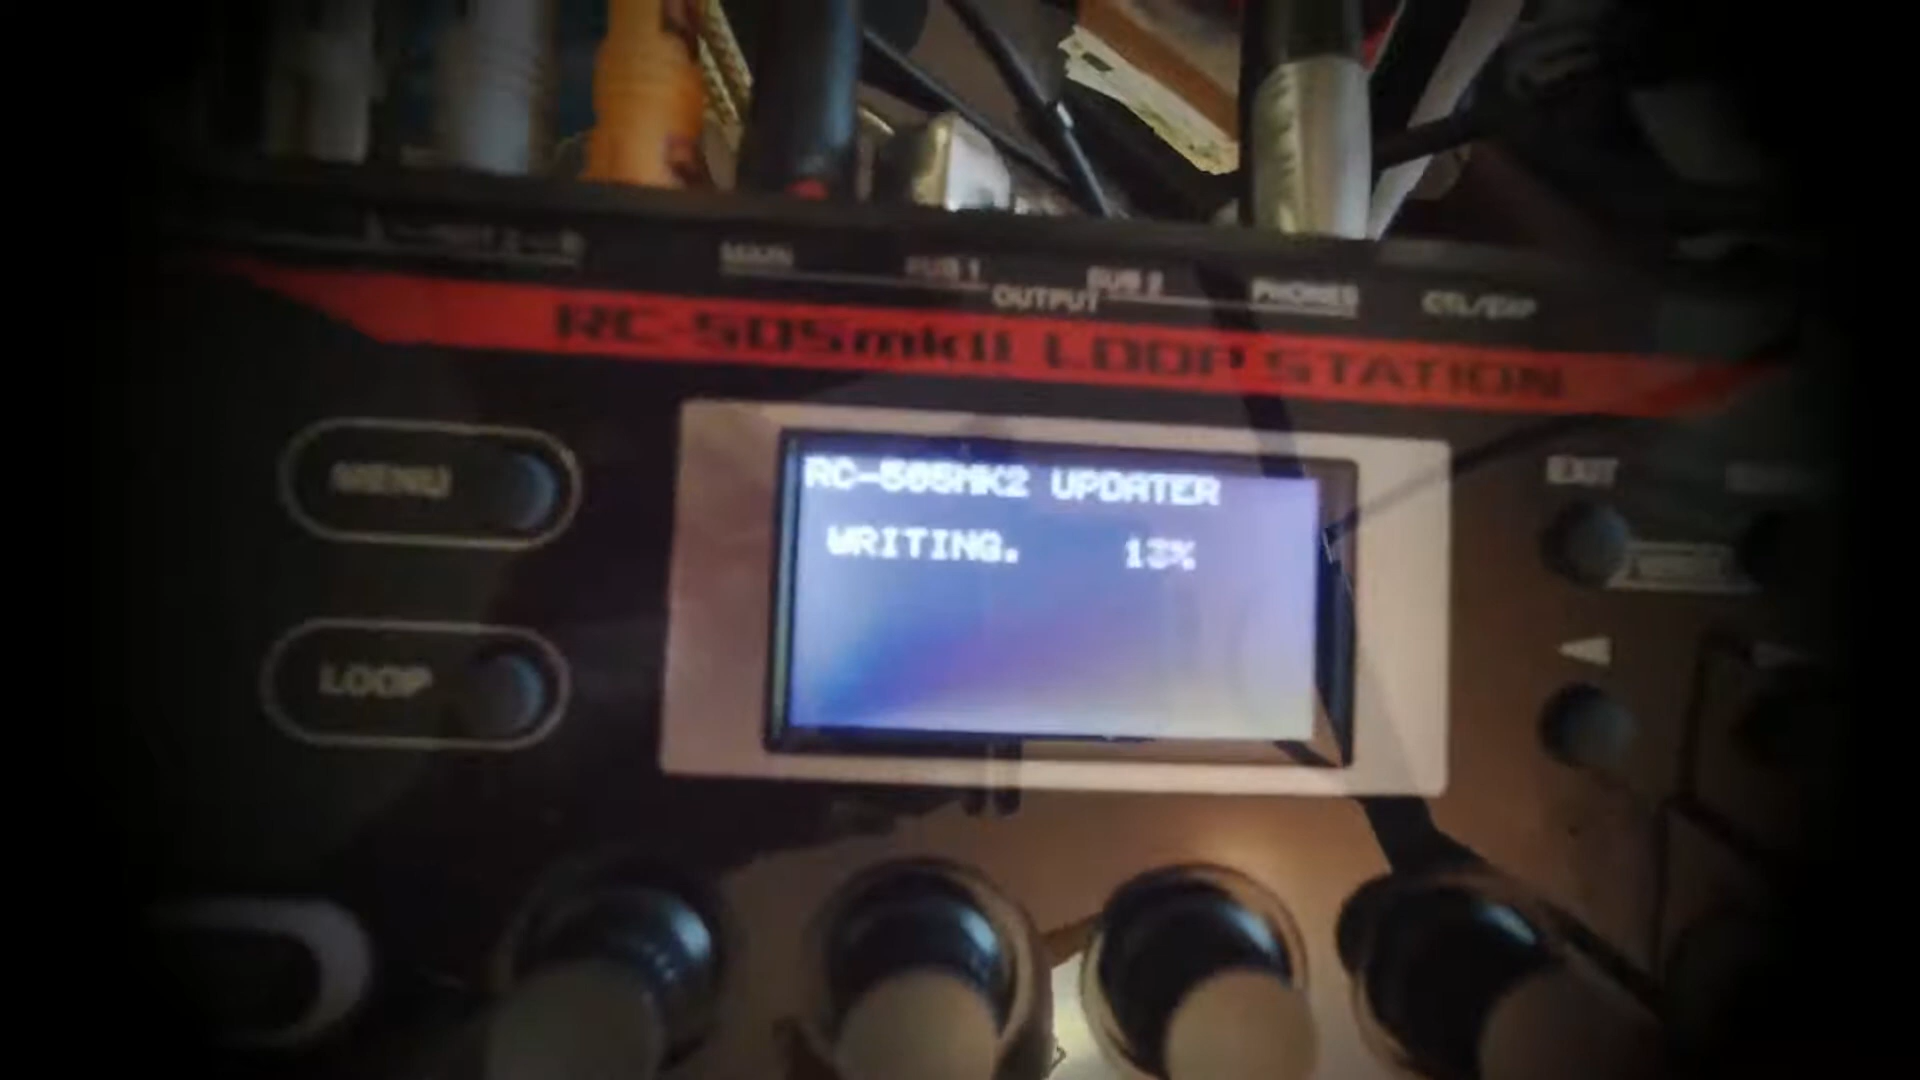 MAIN SUB 1 SUB 2 PHONES CTL/EXP
OUTPUT
RC-505mkII LOOP STATION
MENU
RC-505MK2 UPDATER
EXIT
WRITING. 13%
LOOP